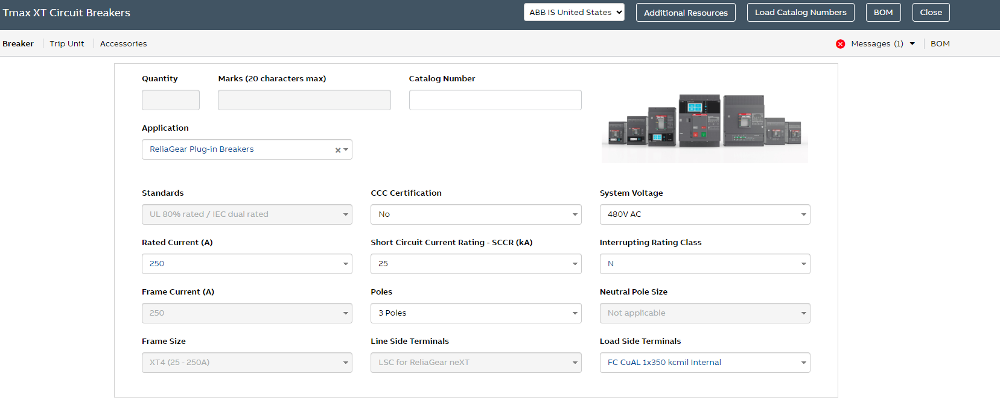 Tmax XT Circuit Breakers
ABB IS United States
Additional Resources
Load Catalog Numbers
BOM
Close
Breaker
Trip Unit
Accessories
Messages (1)
BOM
Quantity
Marks (20 characters max)
Catalog Number
Application
ReliaGear Plug-in Breakers
Standards
CCC Certification
System Voltage
UL 80% rated / IEC dual rated
No
480V AC
Rated Current (A)
Short Circuit Current Rating - SCCR (kA)
Interrupting Rating Class
250
25
N
Frame Current (A)
Poles
Neutral Pole Size
250
3 Poles
Not applicable
Frame Size
Line Side Terminals
Load Side Terminals
XT4 (25 - 250A)
LSC for ReliaGear neXT
FC CuAL 1x350 kcmil Internal